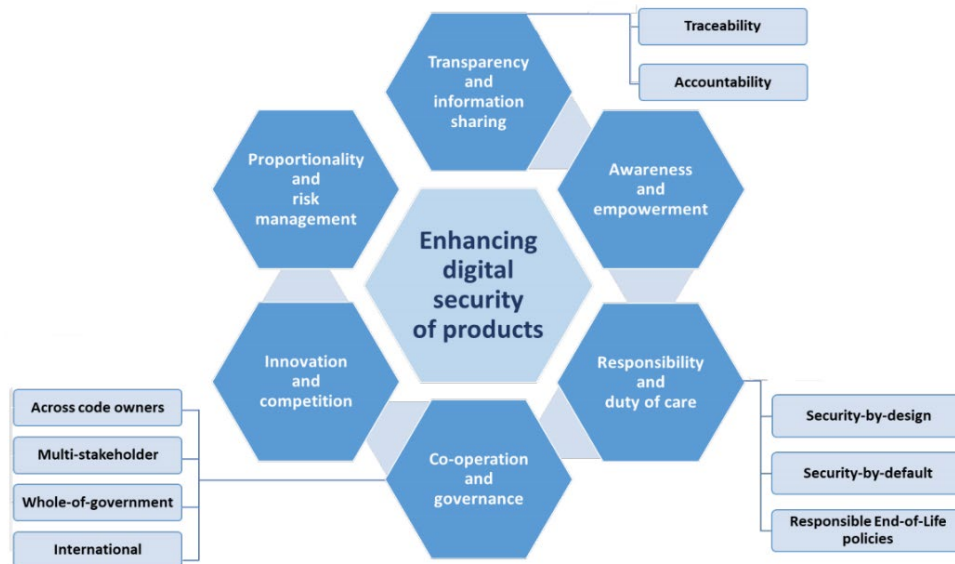 Traceability
Accountability
Transparency
and
information
sharing
Proportionality
and
risk
management
Awareness
and
empowerment
Enhancing
digital
security
of products
Innovation
and
competition
Responsibility
and
duty of care
Across code owners
Multi-stakeholder
Whole-of-government
International
Co-operation
and
governance
Security-by-design
Security-by-default
Responsible End-of-Life
policies